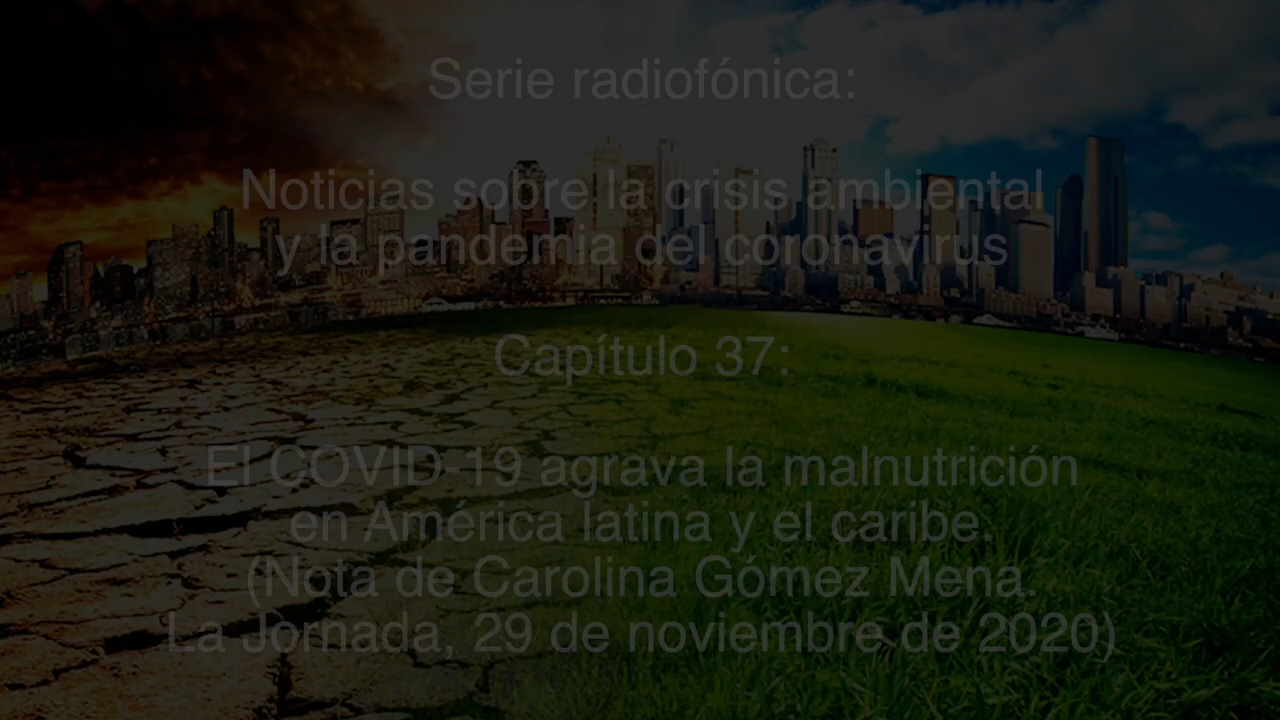 Serie radiofónica:
Noticias sobre la crisis ambiental
y la pandemia del coronavirus
Capítulo 37:
El COVID-19 agrava la malnutrición
en América latina y el caribe.
(Nota de Carolina Gómez Mena.
La Jornada, 29 de noviembre de 2020)